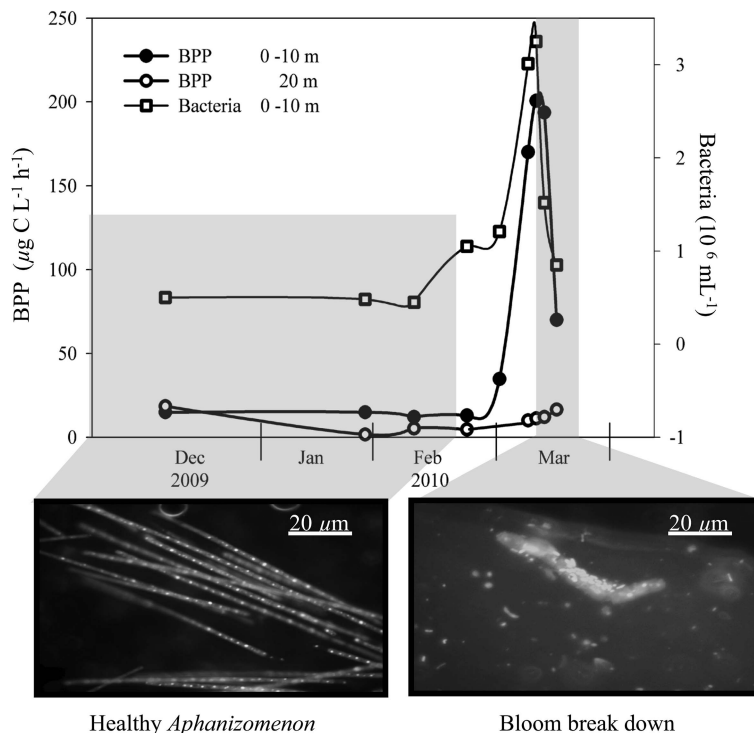 250
200
150
100
50
0
BPP (µg C L-1 h-1)
BPP 0 -10 m
BPP 20 m
Bacteria 0 -10 m
3
2
1
0
-1
Bacteria (10 6 mL-1)
Dec Jan Feb Mar
2009 2010
20 µm
20 µm
Healthy Aphanizomenon
Bloom break down